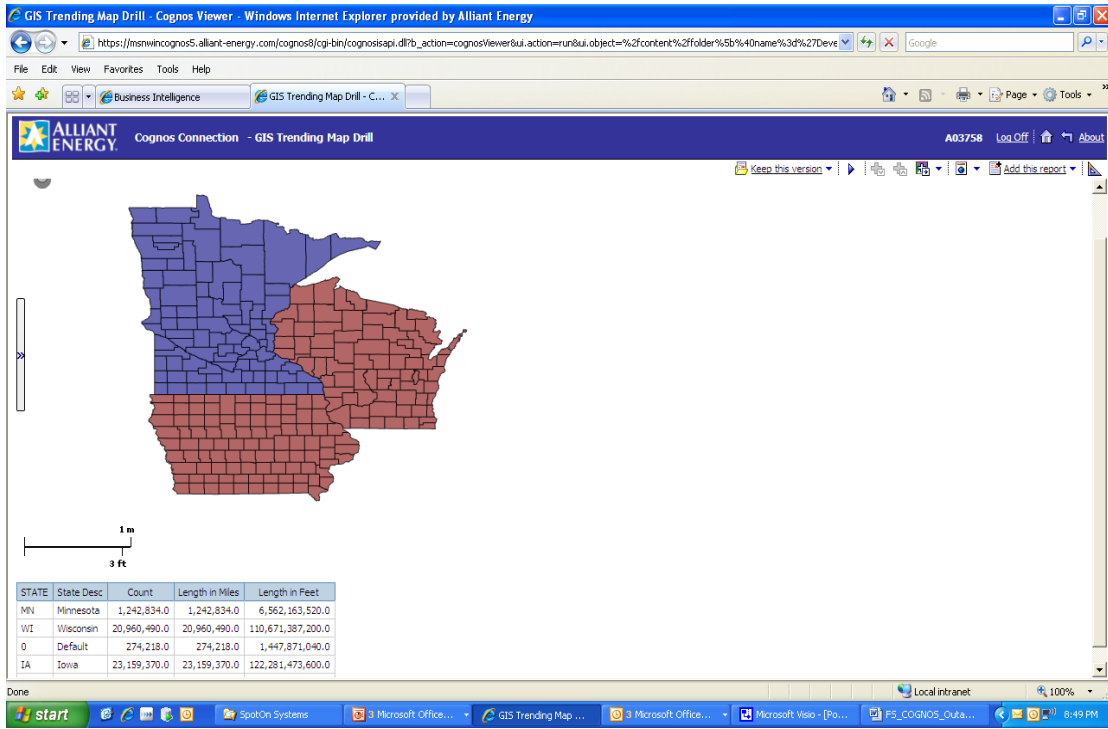 GIS Trending Map Drill - Cognos Viewer - Windows Internet Explorer provided by Alliant Energy
https://msnwincognos5.alliant-energy.com/cognos8/cgi-bin/cognosisapi.dll?b_action=cognosViewer&ui.action=run&ui.object=%2fcontent%2ffolder%5b%40name%3d%27Deve Google
File Edit View Favorites Tools Help
Business Intelligence GIS Trending Map Drill - C... X Page Tools »
ALLIANT ENERGY. Cognos Connection - GIS Trending Map Drill A03758 Log Off About
Keep this version Add this report
»
1 m
3 ft
STATE State Desc Count Length in Miles Length in Feet
MN Minnesota 1,242,834.0 1,242,834.0 6,562,163,520.0
WI Wisconsin 20,960,490.0 20,960,490.0 110,671,387,200.0
0 Default 274,218.0 274,218.0 1,447,871,040.0
IA Iowa 23,159,370.0 23,159,370.0 122,281,473,600.0
Done Local intranet 100%
start SpotOn Systems 3 Microsoft Office... GIS Trending Map ... 3 Microsoft Office... Microsoft Visio - [Po... FS_COGNOS_Outa... 8:49 PM